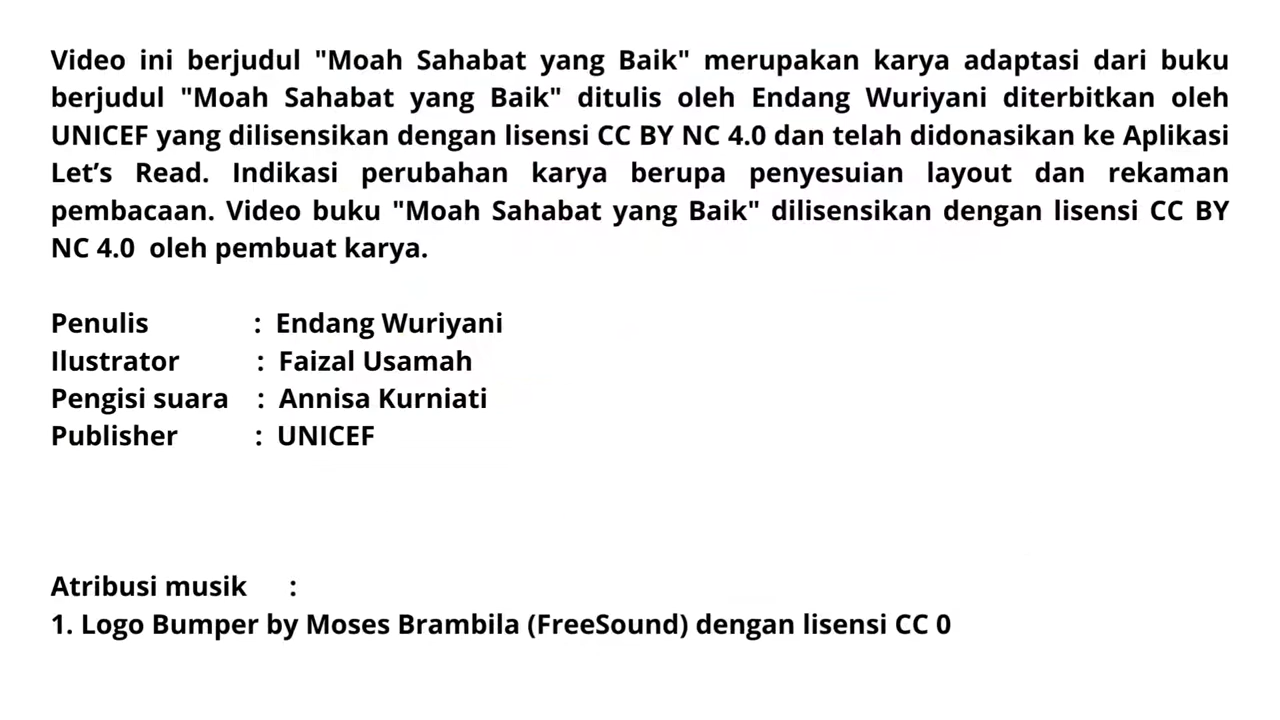 Video ini berjudul "Moah Sahabat yang Baik" merupakan karya adaptasi dari buku
berjudul "Moah Sahabat yang Baik" ditulis oleh Endang Wuriyani diterbitkan oleh
UNICEF yang dilisensikan dengan lisensi CC BY NC 4.0 dan telah didonasikan ke Aplikasi
Let’s Read. Indikasi perubahan karya berupa penyesuian layout dan rekaman
pembacaan. Video buku "Moah Sahabat yang Baik" dilisensikan dengan lisensi CC BY
NC 4.0 oleh pembuat karya.
Penulis : Endang Wuriyani
Ilustrator : Faizal Usamah
Pengisi suara : Annisa Kurniati
Publisher : UNICEF
Atribusi musik :
1. Logo Bumper by Moses Brambila (FreeSound) dengan lisensi CC 0